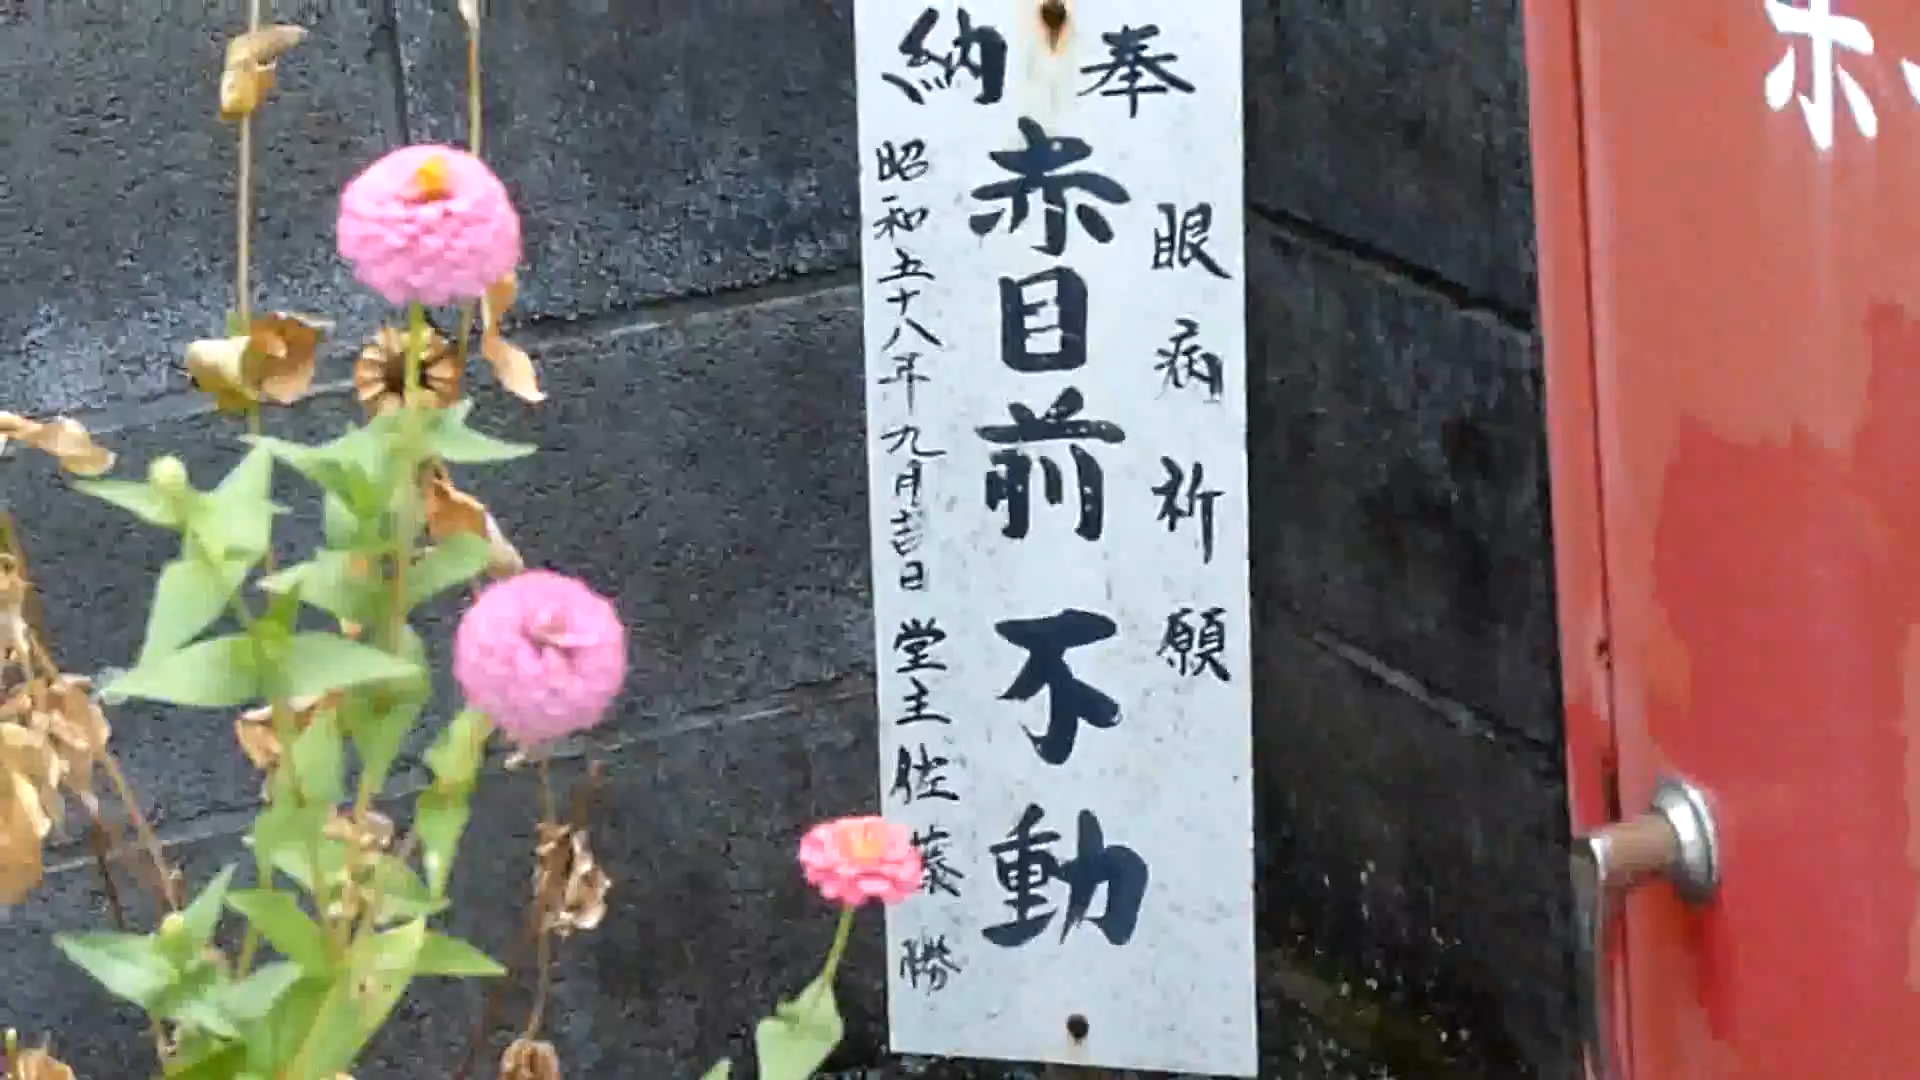 奉納
眼病祈願
赤目前不動
昭和五十八年九月吉日 堂主 佐藤勝
ホ